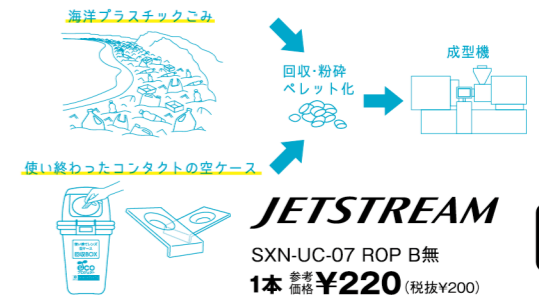 海洋プラスチックごみ
回収・粉砕
ペレット化
成型機
使い終わったコンタクトの空ケース
eco
JETSTREAM
SXN-UC-07 ROP B無
1本 参考価格 ¥220 (税抜¥200)